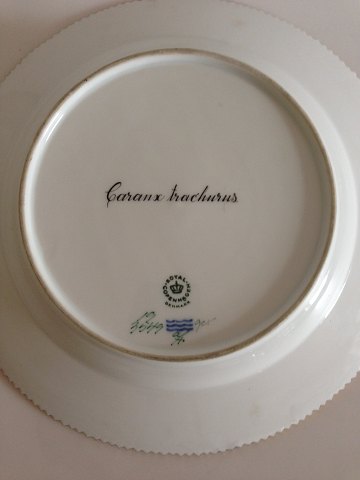 Caranx trachurus
ROYAL
COPENHAGEN
DENMARK